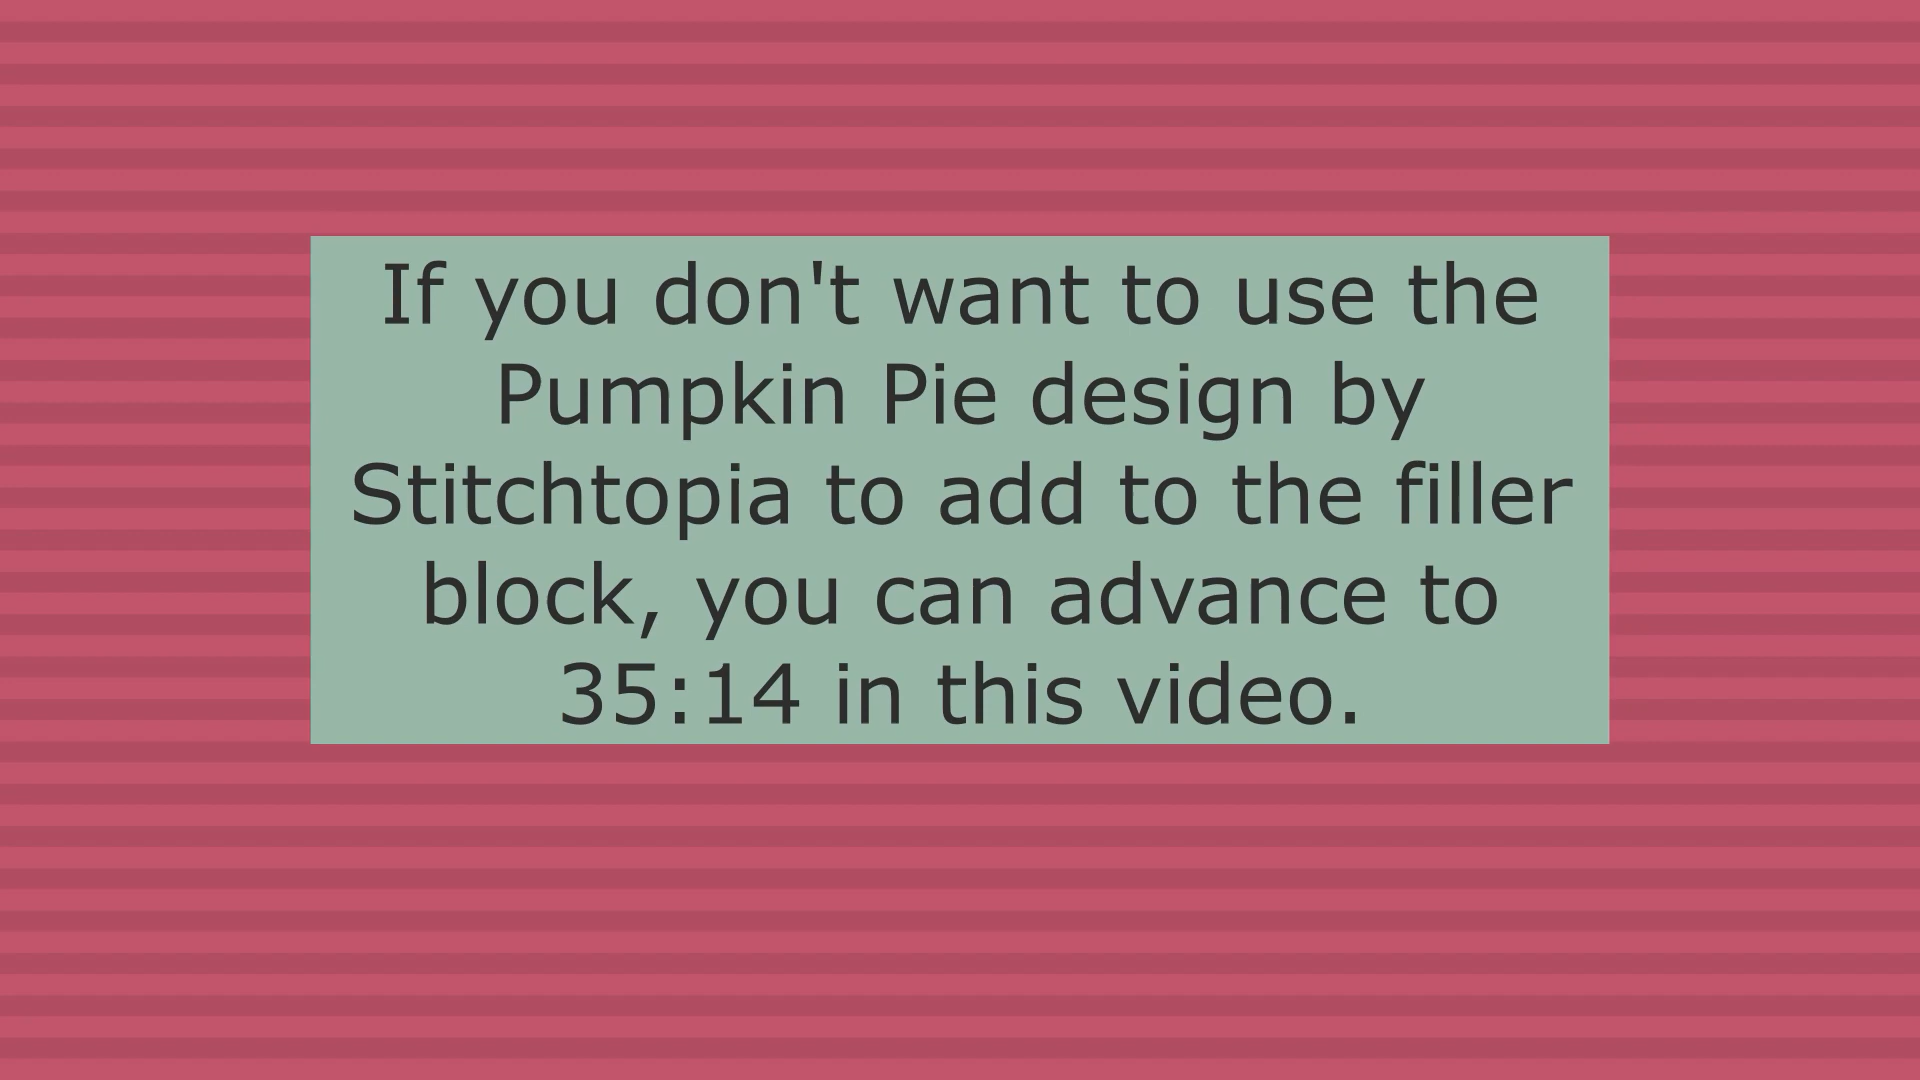 If you don't want to use the
Pumpkin Pie design by
Stitchtopia to add to the filler
block, you can advance to
35:14 in this video.